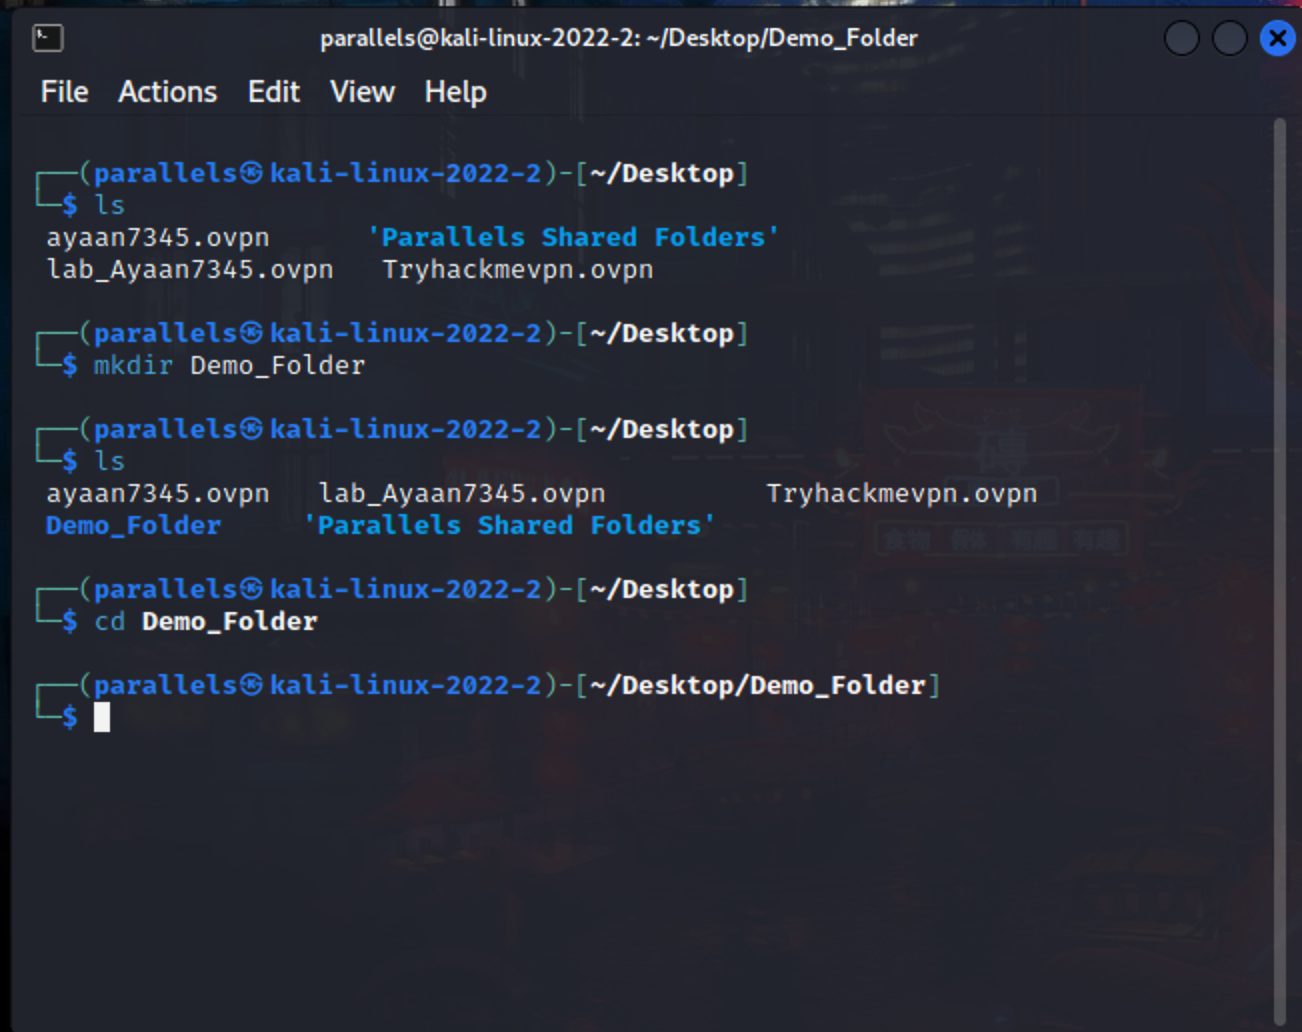 parallels@kali-linux-2022-2: ~/Desktop/Demo_Folder
File Actions Edit View Help
┌──(parallels㉿kali-linux-2022-2)-[~/Desktop]
└─$ ls
ayaan7345.ovpn 'Parallels Shared Folders'
lab_Ayaan7345.ovpn Tryhackmevpn.ovpn
┌──(parallels㉿kali-linux-2022-2)-[~/Desktop]
└─$ mkdir Demo_Folder
┌──(parallels㉿kali-linux-2022-2)-[~/Desktop]
└─$ ls
ayaan7345.ovpn lab_Ayaan7345.ovpn Tryhackmevpn.ovpn
Demo_Folder 'Parallels Shared Folders'
┌──(parallels㉿kali-linux-2022-2)-[~/Desktop]
└─$ cd Demo_Folder
┌──(parallels㉿kali-linux-2022-2)-[~/Desktop/Demo_Folder]
└─$